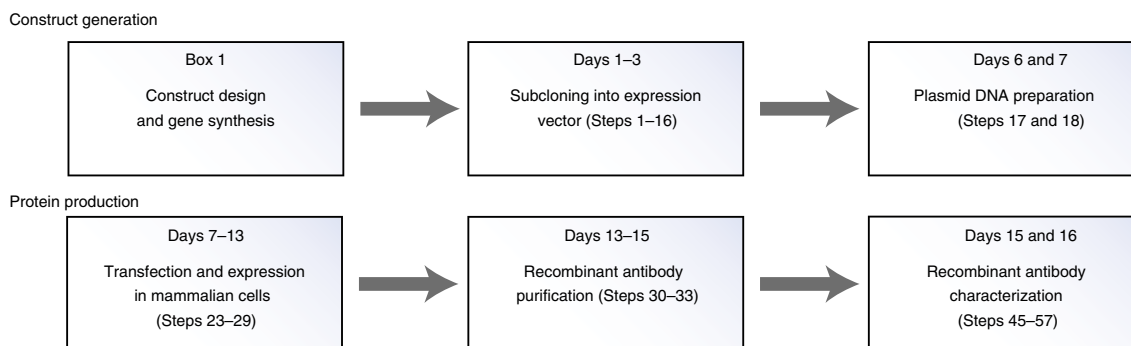 Construct generation
Box 1
Construct design
and gene synthesis
Days 1–3
Subcloning into expression
vector (Steps 1–16)
Days 6 and 7
Plasmid DNA preparation
(Steps 17 and 18)
Protein production
Days 7–13
Transfection and expression
in mammalian cells
(Steps 23–29)
Days 13–15
Recombinant antibody
purification (Steps 30–33)
Days 15 and 16
Recombinant antibody
characterization
(Steps 45–57)